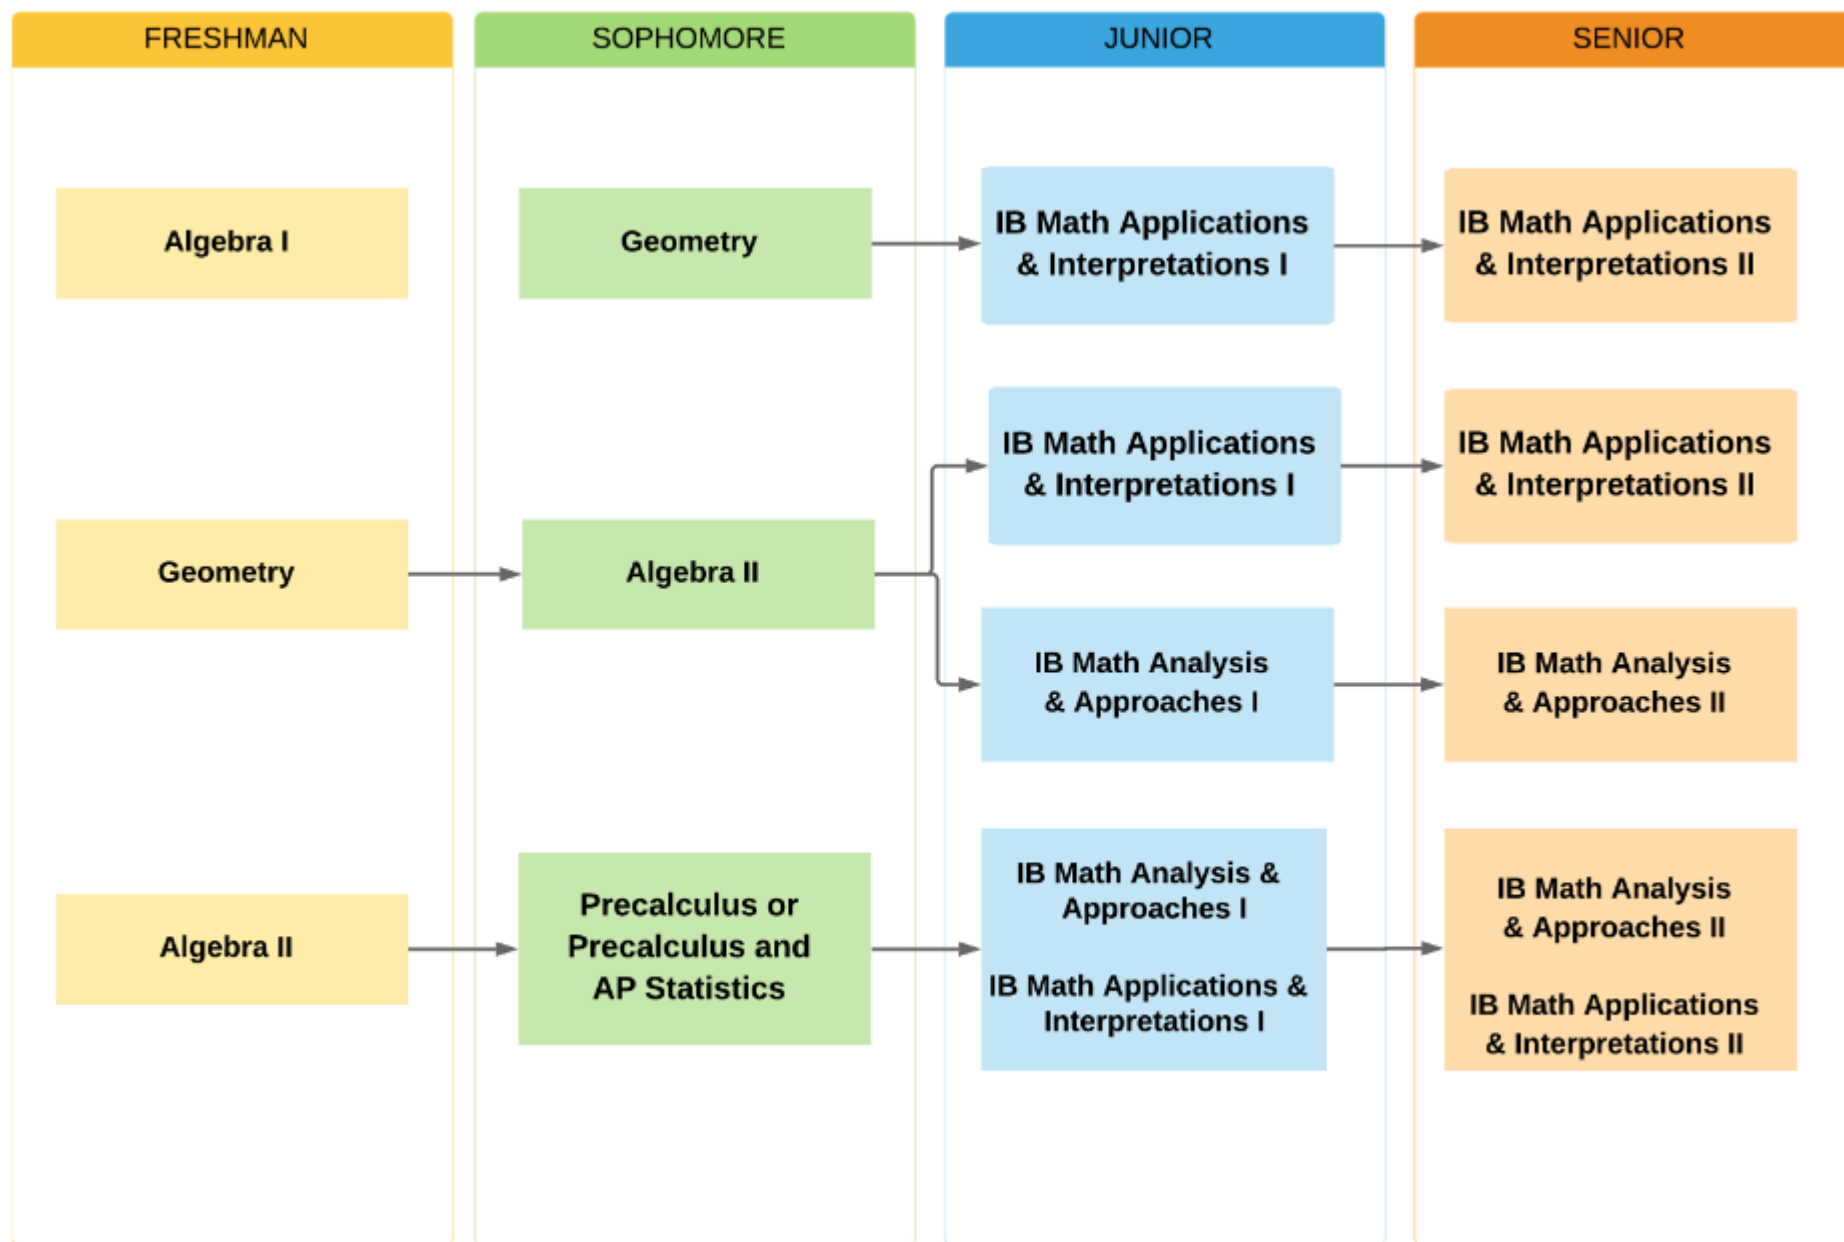 FRESHMAN
SOPHOMORE
JUNIOR
SENIOR
Algebra I
Geometry
IB Math Applications
& Interpretations I
IB Math Applications
& Interpretations II
IB Math Applications
& Interpretations I
IB Math Applications
& Interpretations II
Geometry
Algebra II
IB Math Analysis
& Approaches I
IB Math Analysis
& Approaches II
Algebra II
Precalculus or
Precalculus and
AP Statistics
IB Math Analysis &
Approaches I
IB Math Applications &
Interpretations I
IB Math Analysis
& Approaches II
IB Math Applications
& Interpretations II